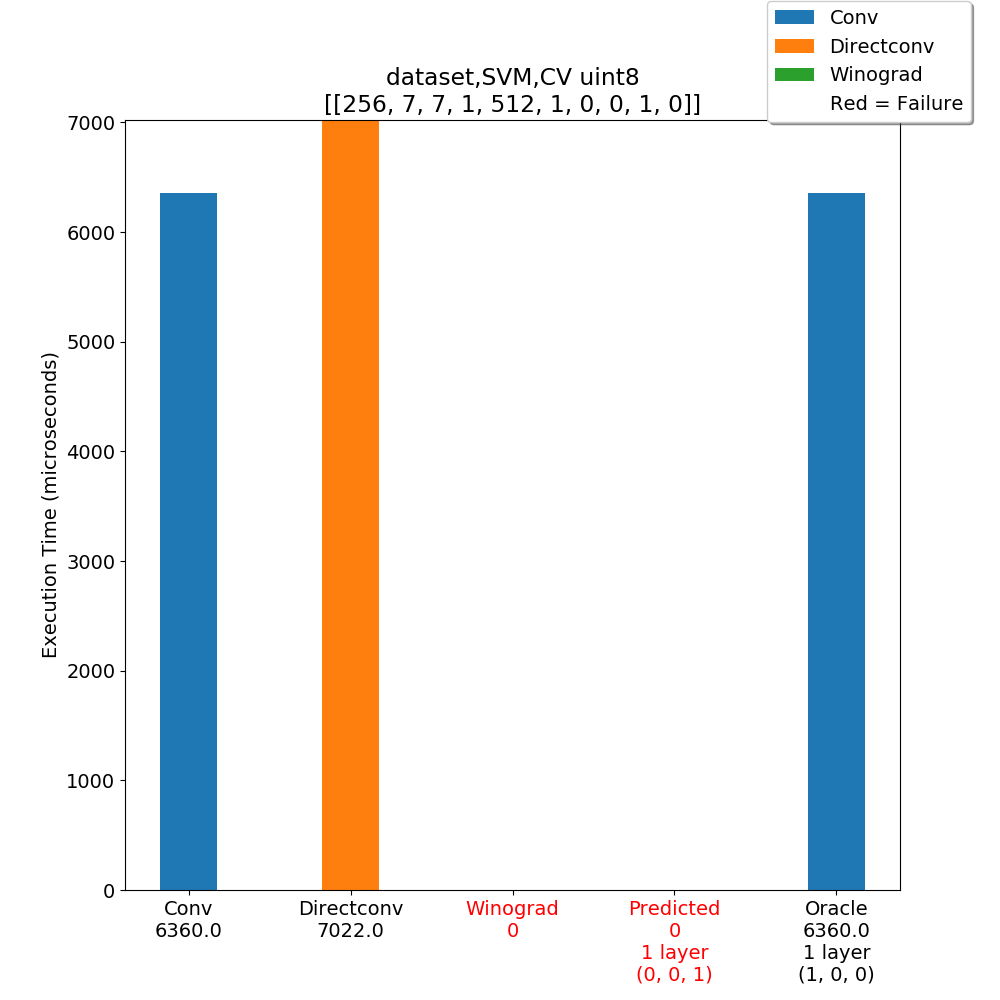 Conv
Directconv
Winograd
Red = Failure
dataset,SVM,CV uint8
[[256, 7, 7, 1, 512, 1, 0, 0, 1, 0]]
Execution Time (microseconds)
7000
6000
5000
4000
3000
2000
1000
0
Conv
6360.0
Directconv
7022.0
Winograd
0
Predicted
0
1 layer
(0, 0, 1)
Oracle
6360.0
1 layer
(1, 0, 0)